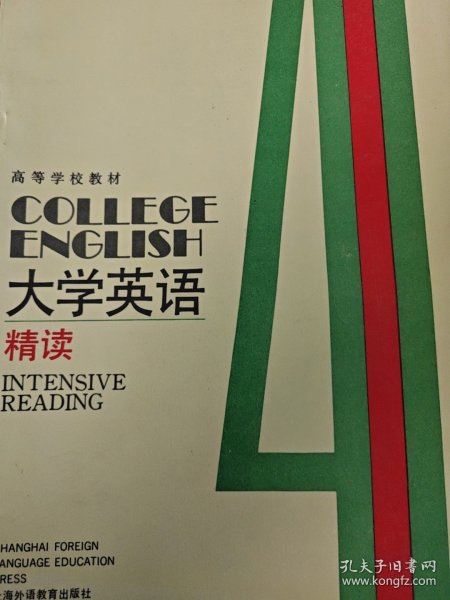 高等学校教材
COLLEGE
ENGLISH
大学英语
精读
INTENSIVE
READING
4
HANGHAI FOREIGN
ANGUAGE EDUCATION
RESS
海外语教育出版社
孔夫子旧书网
www.kongfz.com